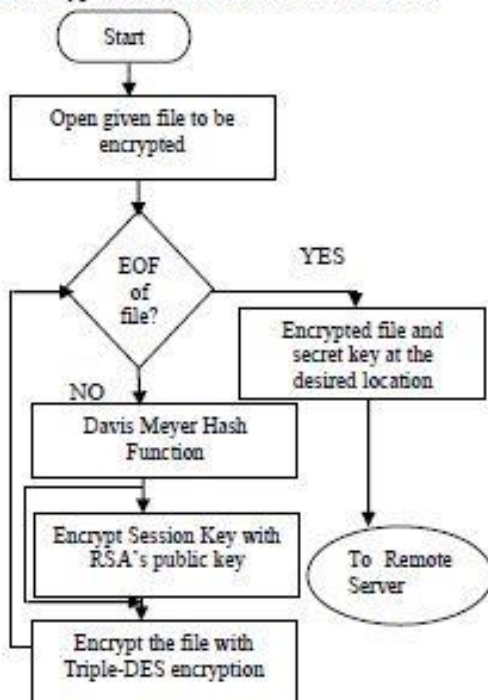 Start
Open given file to be
encrypted
EOF
of
file?
YES
Encrypted file and
secret key at the
desired location
NO
Davis Meyer Hash
Function
Encrypt Session Key with
RSA's public key
To Remote
Server
Encrypt the file with
Triple-DES encryption